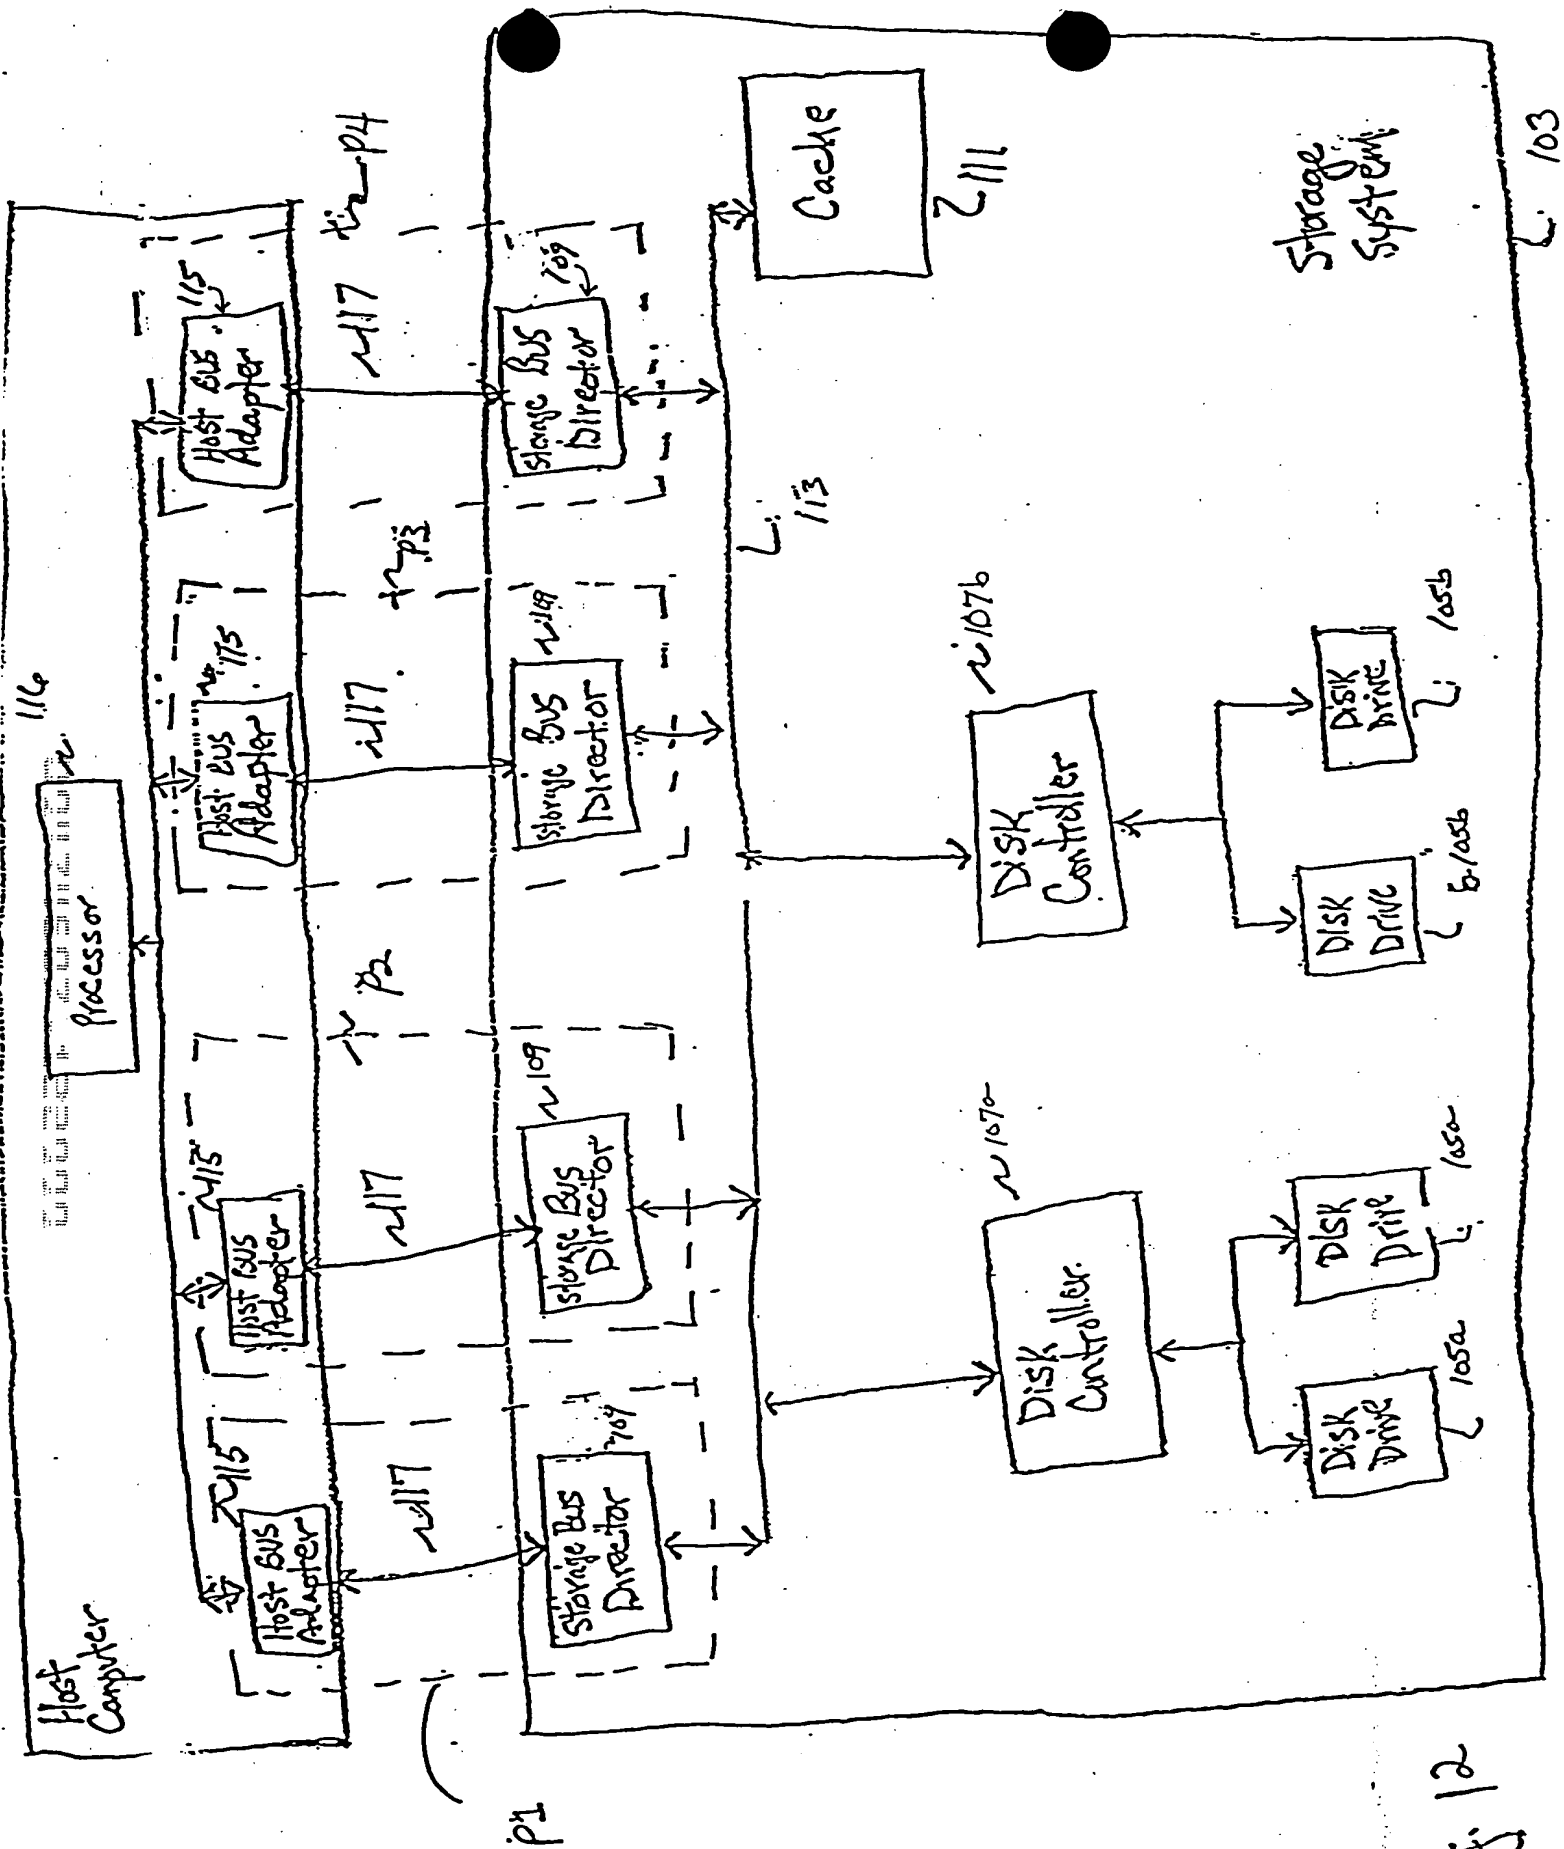 Host
Computer
Processor
116
Host Bus
Adapter
115
Host Bus
Adapter
115
Host Bus
Adapter
115
Host Bus
Adapter
115
117
117
117
117
P1
P2
P3
P4
Storage Bus
Director
109
Storage Bus
Director
109
Storage Bus
Director
109
Storage Bus
Director
109
113
Cache
111
Disk
Controller
107a
Disk
Controller
107b
Disk
Drive
105a
Disk
Drive
105a
Disk
Drive
105b
Disk
Drive
105b
Storage
System
103
12